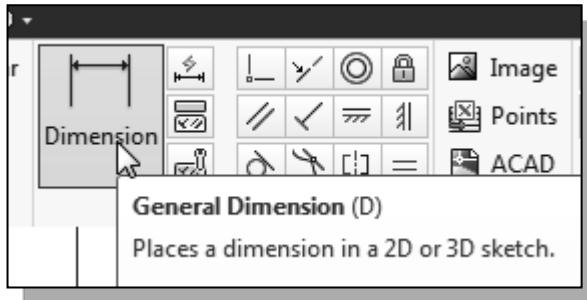 r
Image
Points
Dimension
ACAD
General Dimension (D)
Places a dimension in a 2D or 3D sketch.